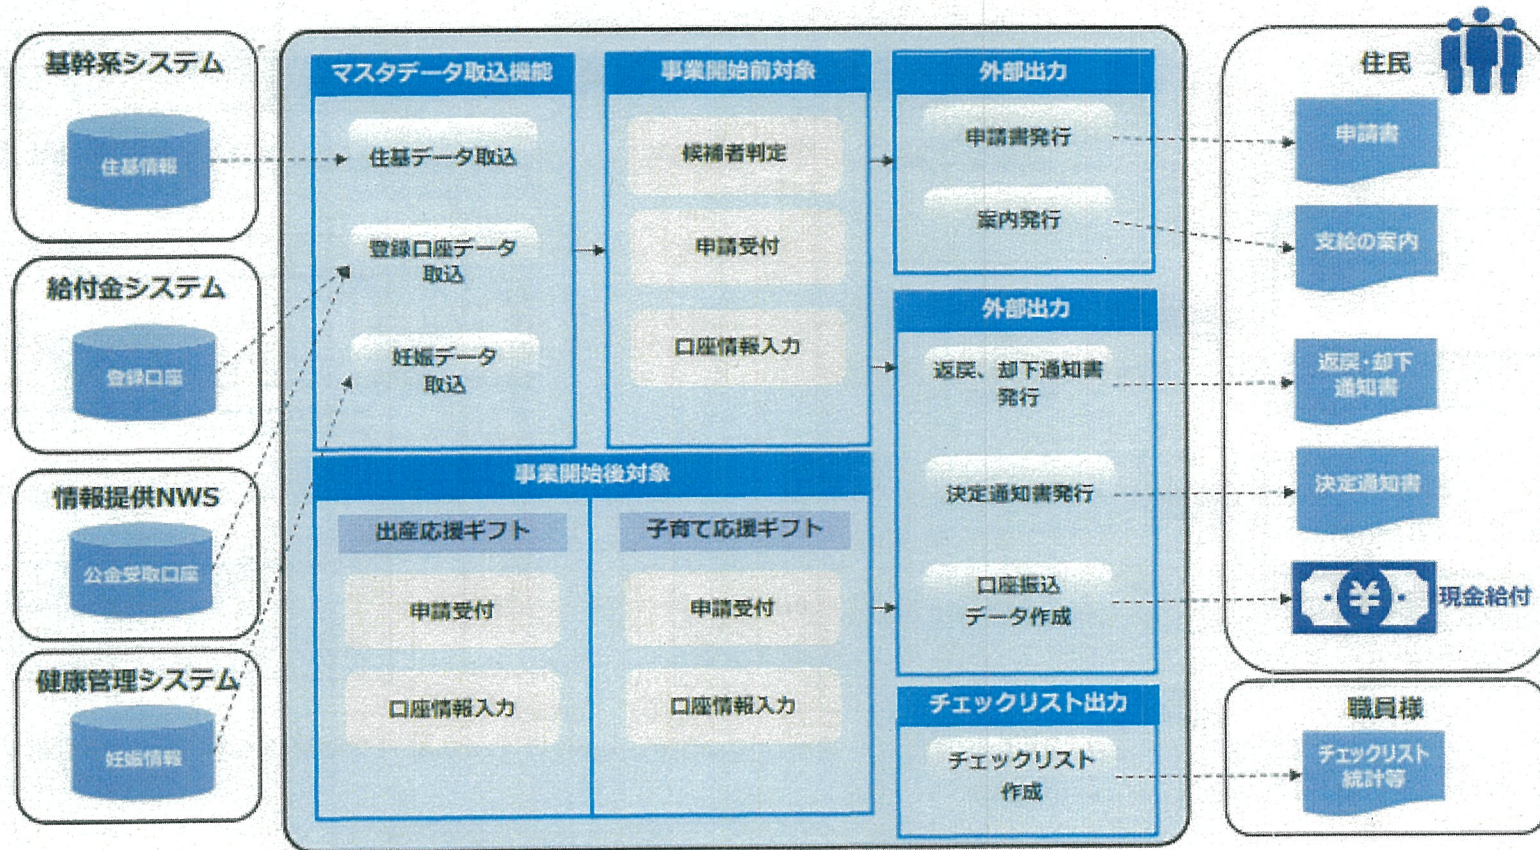 基幹系システム
住基情報
給付金システム
登録口座
情報提供NWS
公金受取口座
健康管理システム
妊娠情報
マスタデータ取込機能
住基データ取込
登録口座データ
取込
妊娠データ
取込
事業開始前対象
候補者判定
申請受付
口座情報入力
事業開始後対象
出産応援ギフト
申請受付
口座情報入力
子育て応援ギフト
申請受付
口座情報入力
外部出力
申請書発行
案内発行
外部出力
返戻、却下通知書
発行
決定通知書発行
口座振込
データ作成
チェックリスト出力
チェックリスト
作成
住民
申請書
支給の案内
返戻・却下
通知書
決定通知書
¥
現金給付
職員様
チェックリスト
統計等